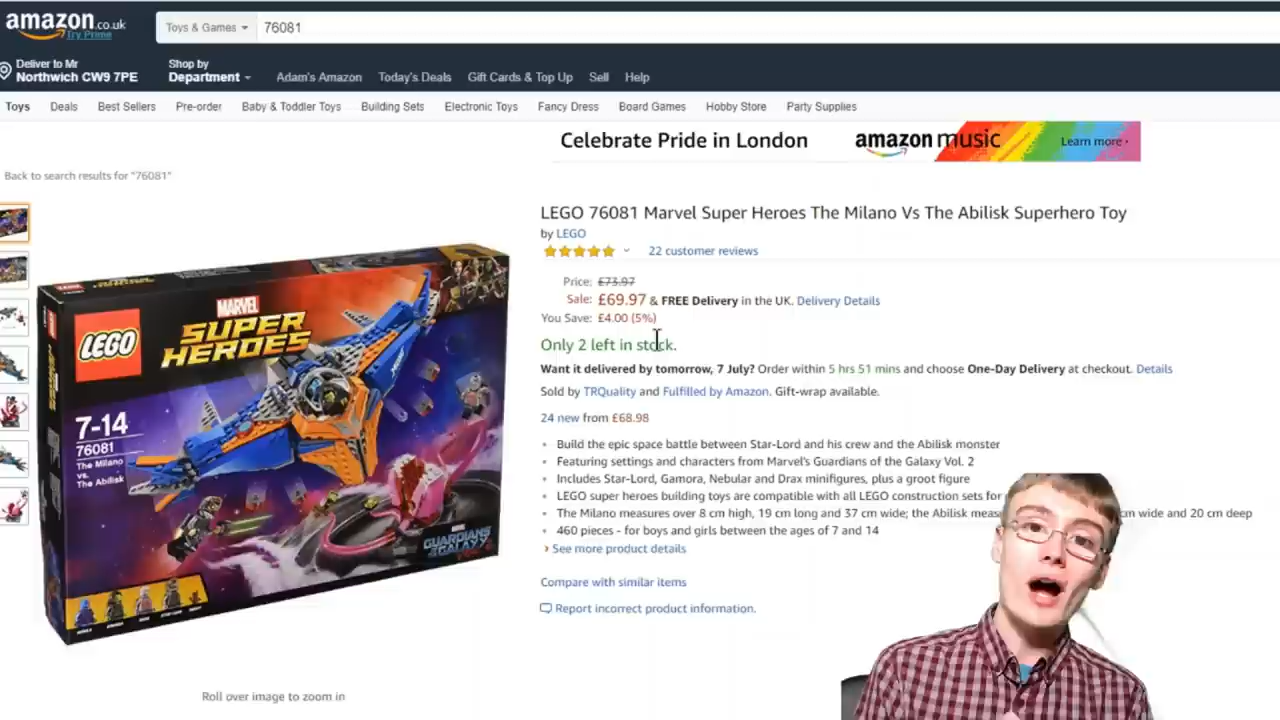 amazon.co.uk
Try Prime
Toys & Games
76081
Deliver to Mr
Northwich CW9 7PE
Shop by
Department
Adam's Amazon
Today's Deals
Gift Cards & Top Up
Sell
Help
Toys
Deals
Best Sellers
Pre-order
Baby & Toddler Toys
Building Sets
Electronic Toys
Fancy Dress
Board Games
Hobby Store
Party Supplies
Celebrate Pride in London
amazon music
Learn more ›
Back to search results for "76081"
LEGO 76081 Marvel Super Heroes The Milano Vs The Abilisk Superhero Toy
by LEGO
22 customer reviews
Price: £73.97
Sale: £69.97 & FREE Delivery in the UK. Delivery Details
You Save: £4.00 (5%)
Only 2 left in stock.
Want it delivered by tomorrow, 7 July? Order within 5 hrs 51 mins and choose One-Day Delivery at checkout. Details
Sold by TRQuality and Fulfilled by Amazon. Gift-wrap available.
24 new from £68.98
Build the epic space battle between Star-Lord and his crew and the Abilisk monster
Featuring settings and characters from Marvel's Guardians of the Galaxy Vol. 2
Includes Star-Lord, Gamora, Nebular and Drax minifigures, plus a groot figure
LEGO super heroes building toys are compatible with all LEGO construction sets for
The Milano measures over 8 cm high, 19 cm long and 37 cm wide; the Abilisk cm wide and 20 cm deep
460 pieces - for boys and girls between the ages of 7 and 14
› See more product details
Compare with similar items
Report incorrect product information.
LEGO
MARVEL
SUPER
HEROES
7-14
76081
The Milano
vs.
The Abilisk
MARVEL
GUARDIANS
OF THE GALAXY
Roll over image to zoom in